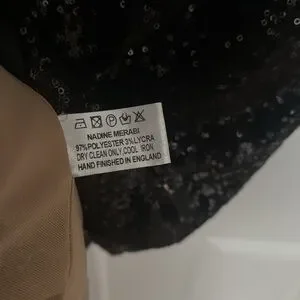 NADINE MERABI
97%POLYESTER 3%LYCRA
DRY CLEAN ONLY,COOL IRON
HAND FINISHED IN ENGLAND